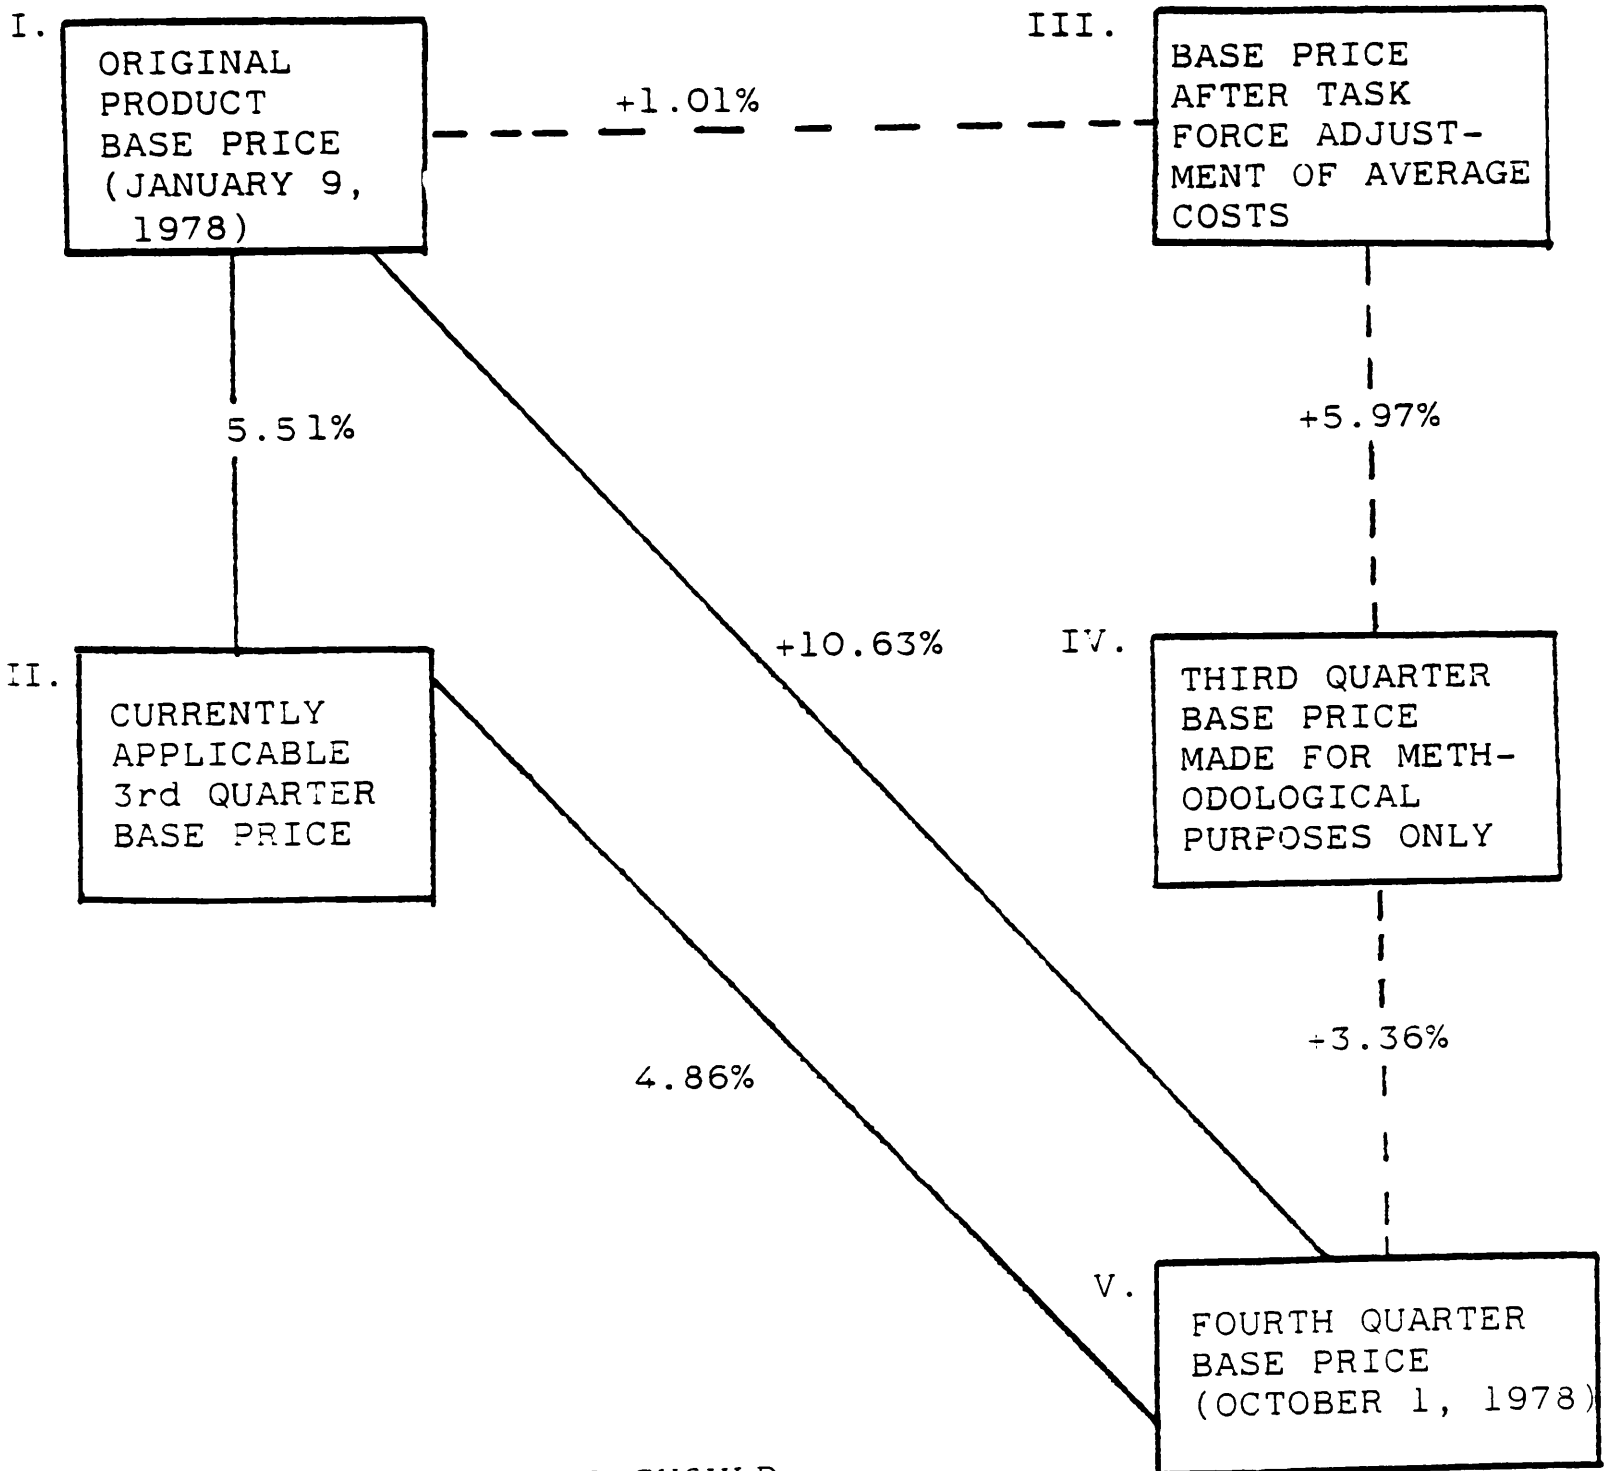 I.
ORIGINAL
PRODUCT
BASE PRICE
(JANUARY 9,
1978)
+1.01%
III.
BASE PRICE
AFTER TASK
FORCE ADJUST-
MENT OF AVERAGE
COSTS
5.51%
+5.97%
+10.63%
II.
CURRENTLY
APPLICABLE
3rd QUARTER
BASE PRICE
IV.
THIRD QUARTER
BASE PRICE
MADE FOR METH-
ODOLOGICAL
PURPOSES ONLY
4.86%
+3.36%
V.
FOURTH QUARTER
BASE PRICE
(OCTOBER 1, 1978)